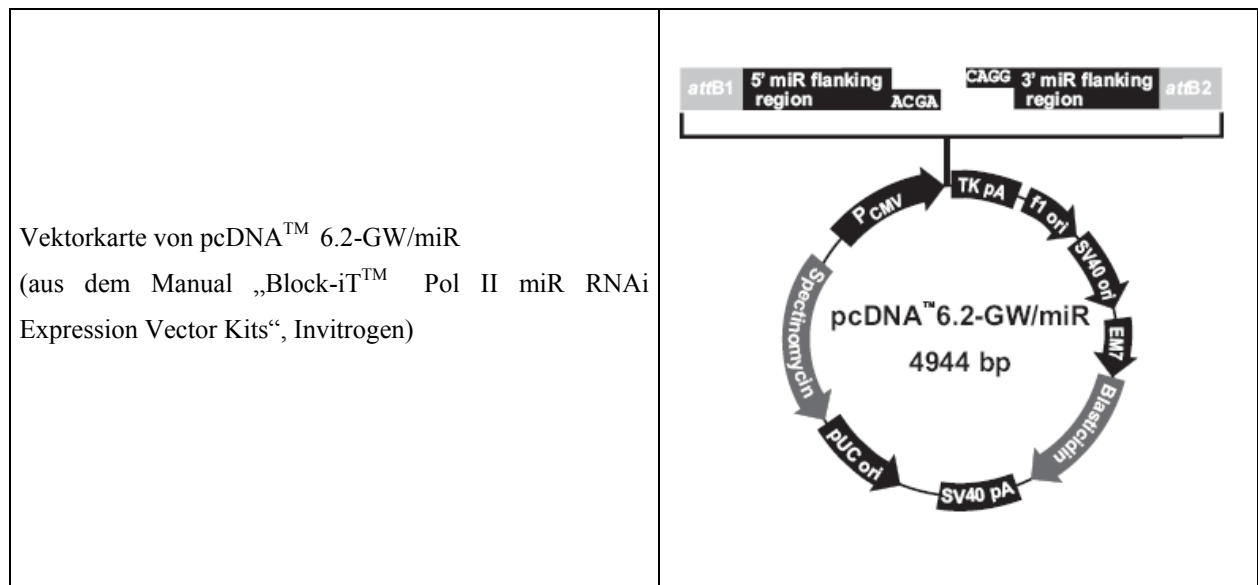 Vektorkarte von pcDNA™ 6.2-GW/miR
(aus dem Manual „Block-iT™ Pol II miR RNAi
Expression Vector Kits“, Invitrogen)
attB1
5' miR flanking
region
ACGA
CAGG
3' miR flanking
region
attB2
PCMV
TK pA
f1 ori
SV40 ori
EM7
Blasticidin
SV40 pA
pUC ori
Spectinomycin
pcDNA™6.2-GW/miR
4944 bp